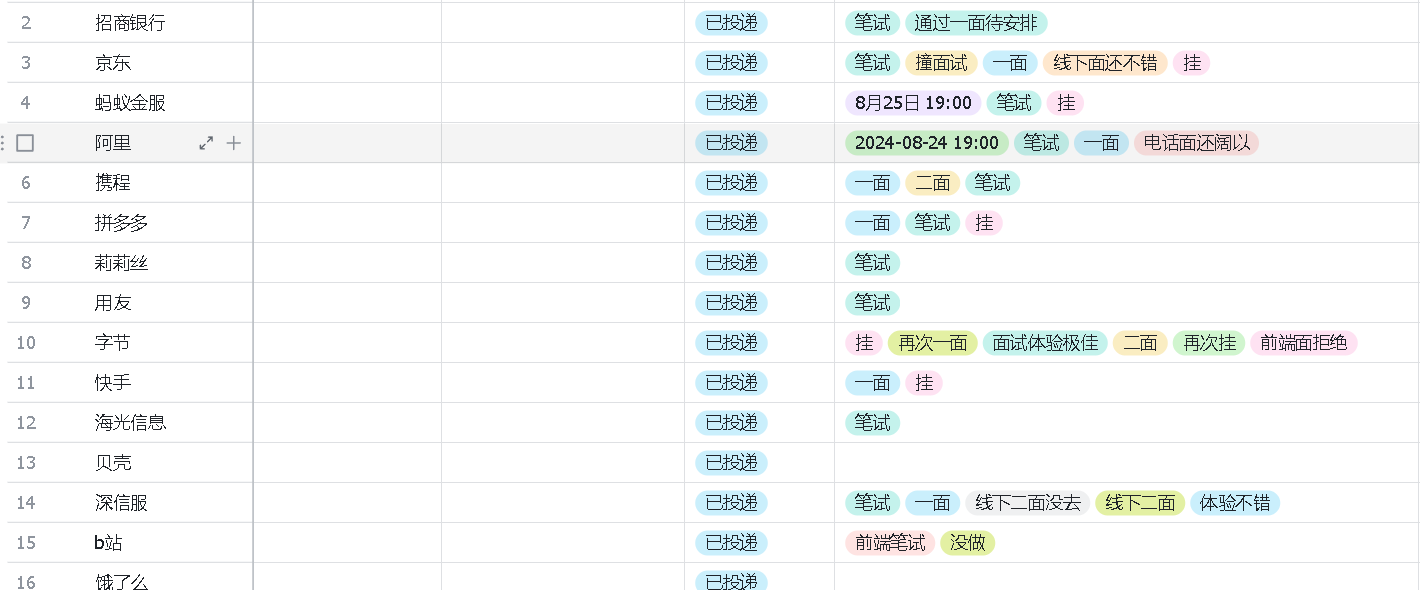 2 招商银行 已投递 笔试 通过一面待安排
3 京东 已投递 笔试 撞面试 一面 线下面还不错 挂
4 蚂蚁金服 已投递 8月25日 19:00 笔试 挂
阿里 已投递 2024-08-24 19:00 笔试 一面 电话面还阔以
6 携程 已投递 一面 二面 笔试
7 拼多多 已投递 一面 笔试 挂
8 莉莉丝 已投递 笔试
9 用友 已投递 笔试
10 字节 已投递 挂 再次一面 面试体验极佳 二面 再次挂 前端面拒绝
11 快手 已投递 一面 挂
12 海光信息 已投递 笔试
13 贝壳 已投递
14 深信服 已投递 笔试 一面 线下二面没去 线下二面 体验不错
15 b站 已投递 前端笔试 没做
16 饿了么 已投递